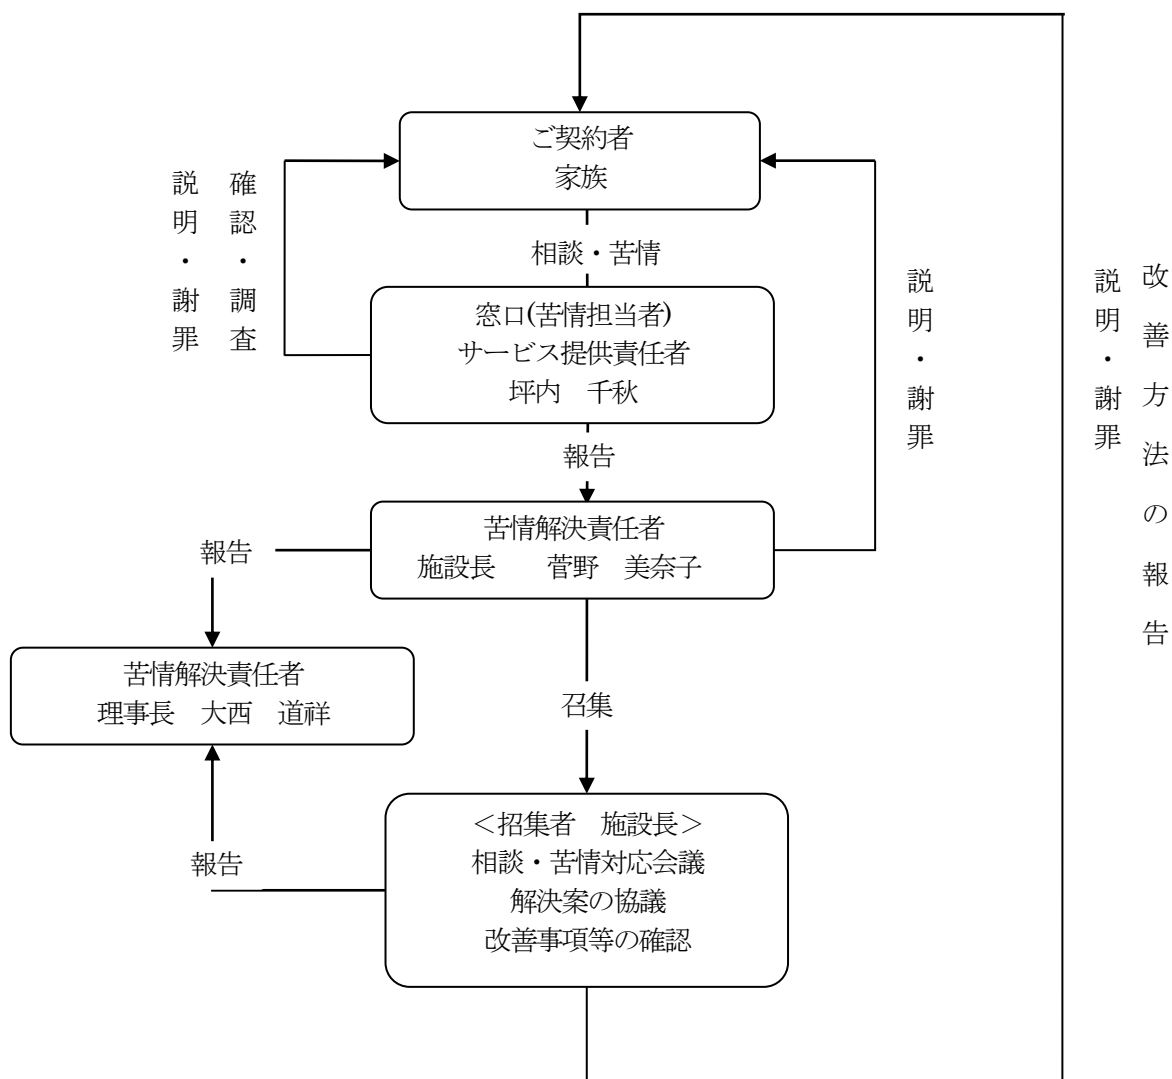 ご契約者
家族
確認・調査
説明・謝罪
相談・苦情
窓口(苦情担当者)
サービス提供責任者
坪内　千秋
説明・謝罪
改善方法の報告
説明・謝罪
報告
苦情解決責任者
施設長　　菅野　美奈子
報告
苦情解決責任者
理事長　大西　道祥
召集
＜招集者　施設長＞
相談・苦情対応会議
解決案の協議
改善事項等の確認
報告